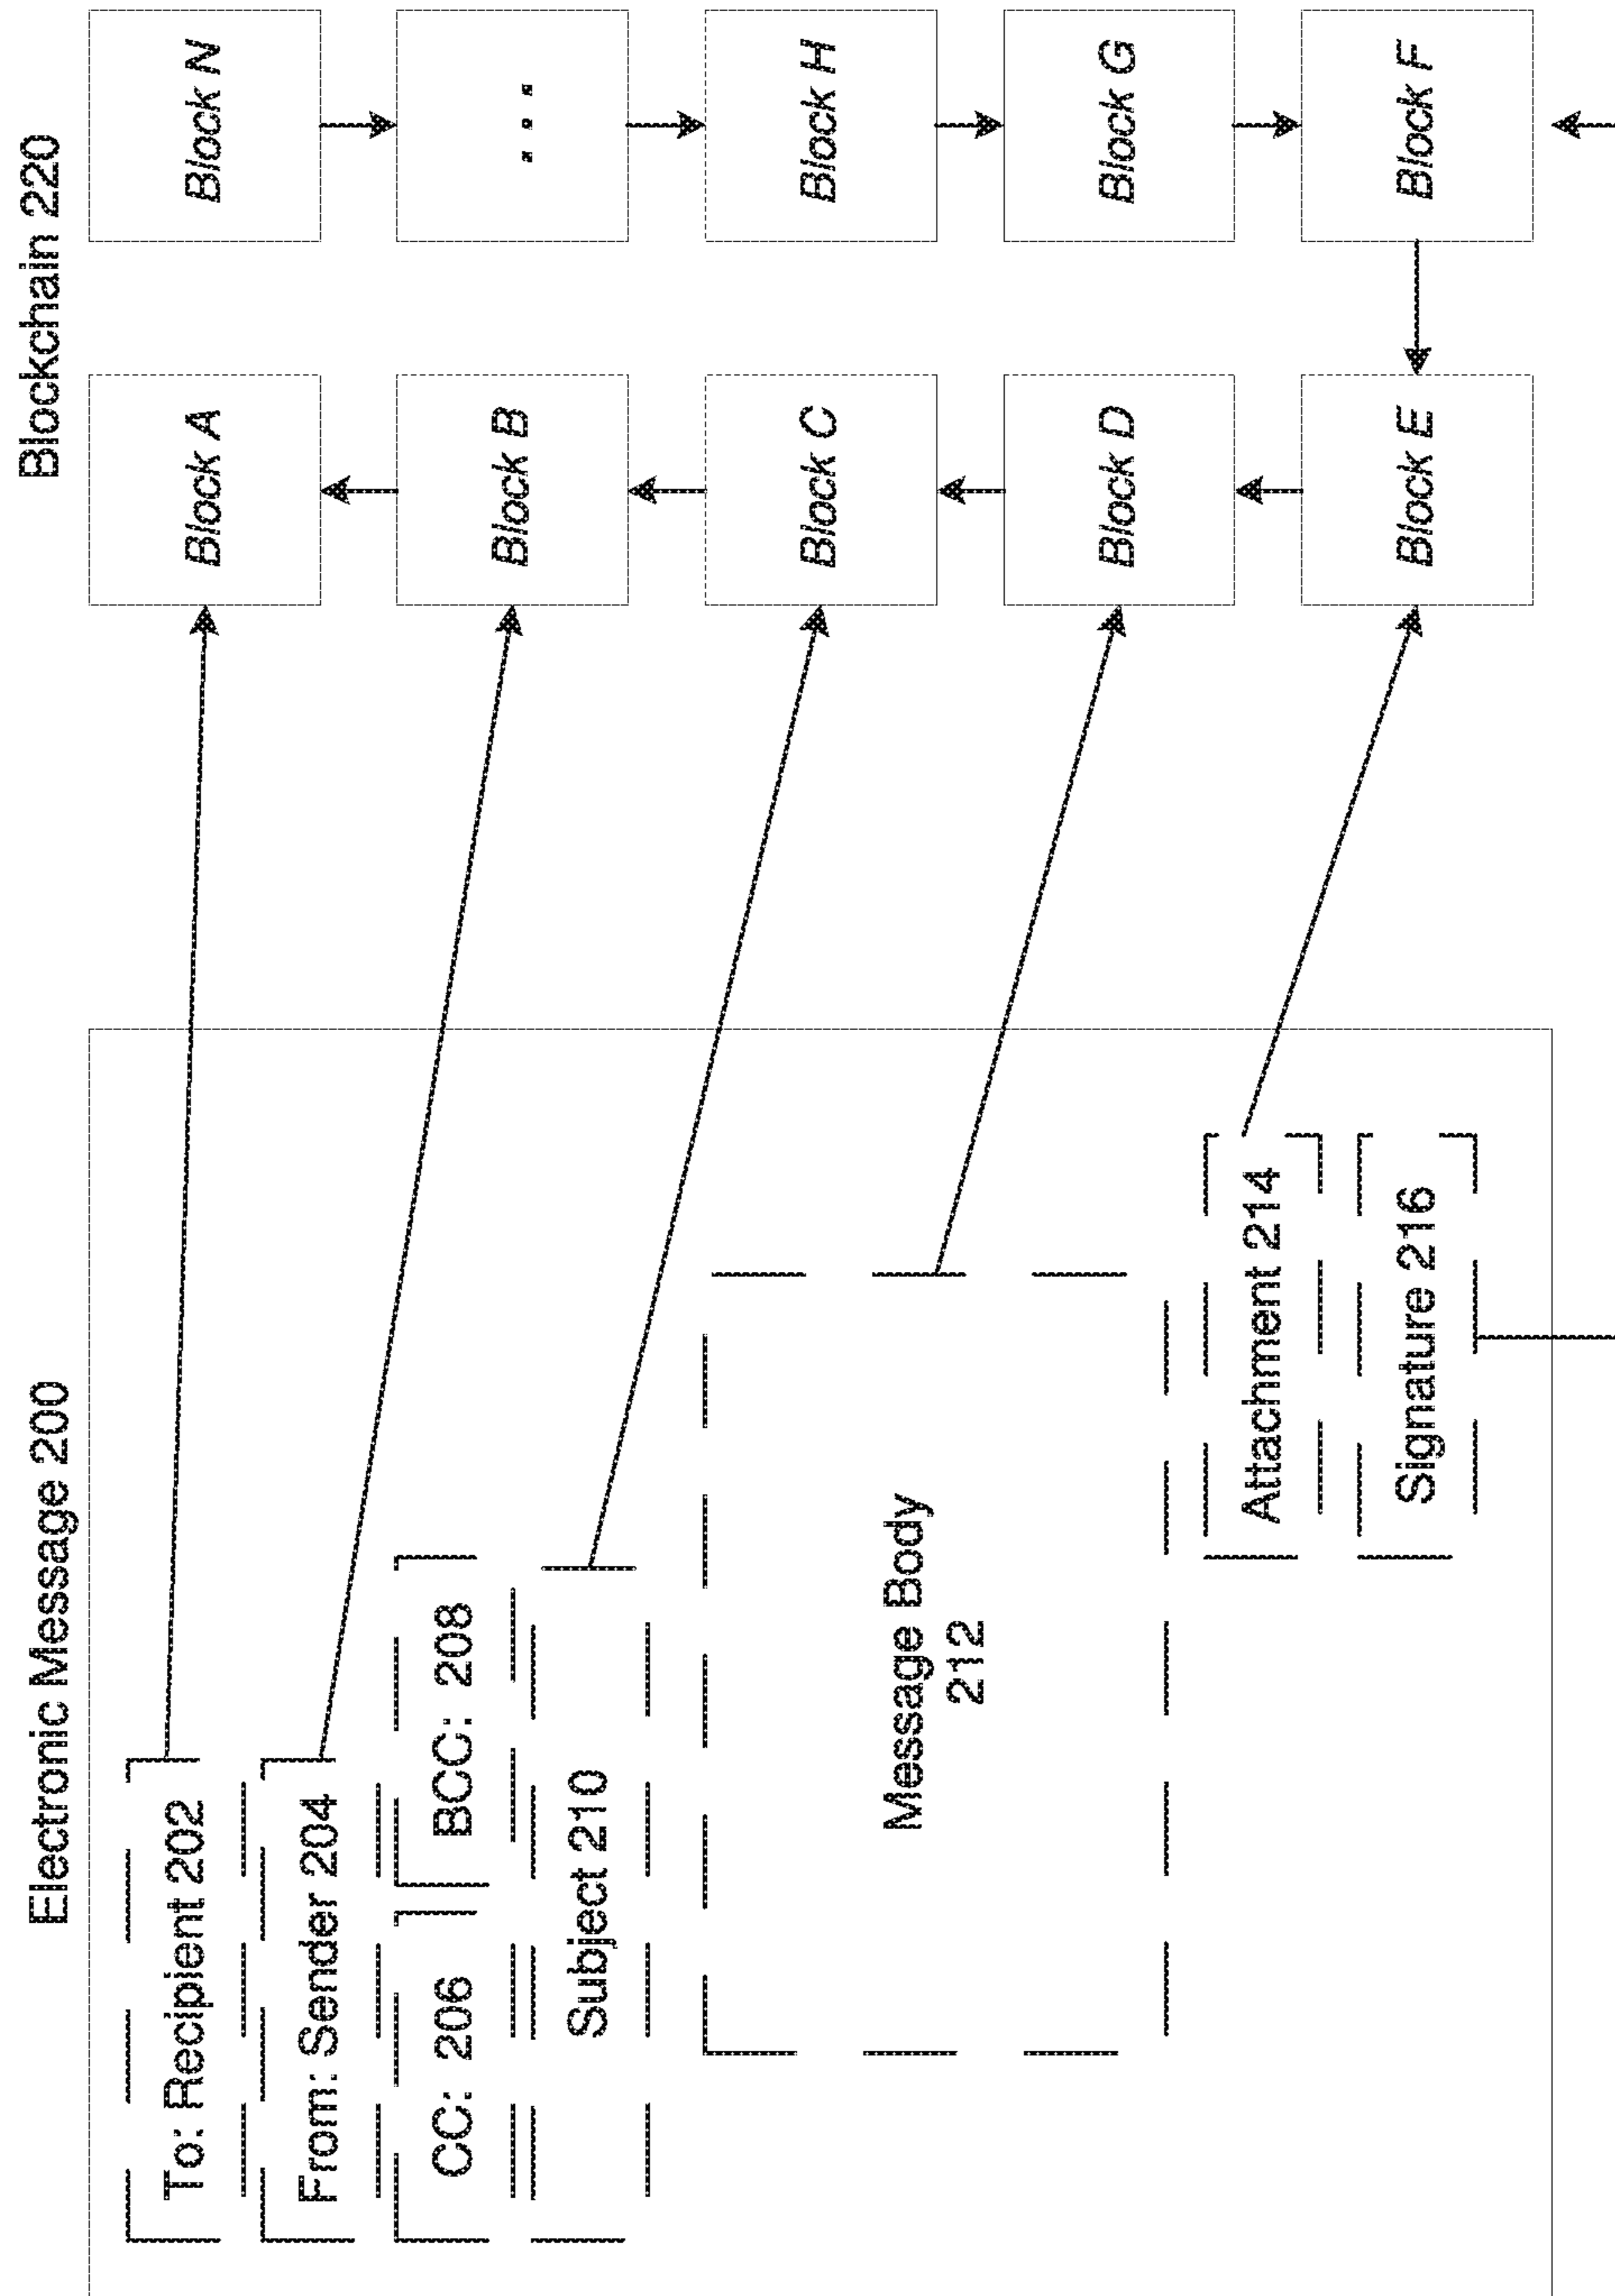 Electronic Message 200
To: Recipient 202
From: Sender 204
CC: 206
BCC: 208
Subject 210
Message Body
212
Attachment 214
Signature 216
Blockchain 220
Block A
Block N
Block B
. . .
Block C
Block H
Block D
Block G
Block E
Block F